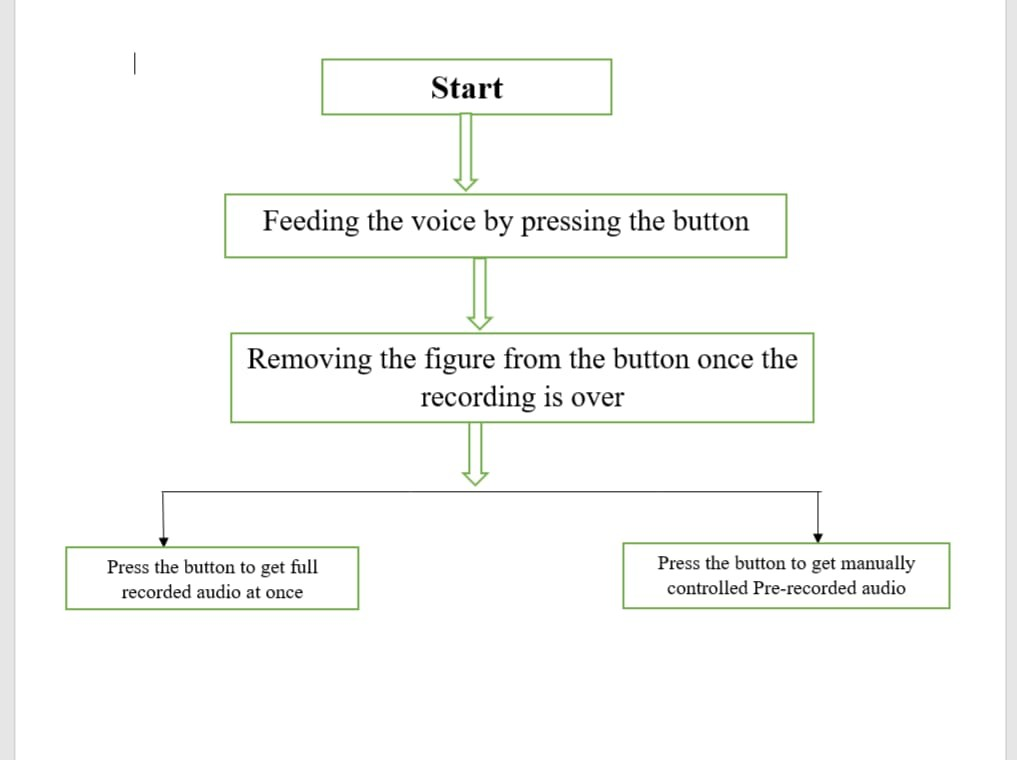 Start
Feeding the voice by pressing the button
Removing the figure from the button once the
recording is over
Press the button to get full
recorded audio at once
Press the button to get manually
controlled Pre-recorded audio